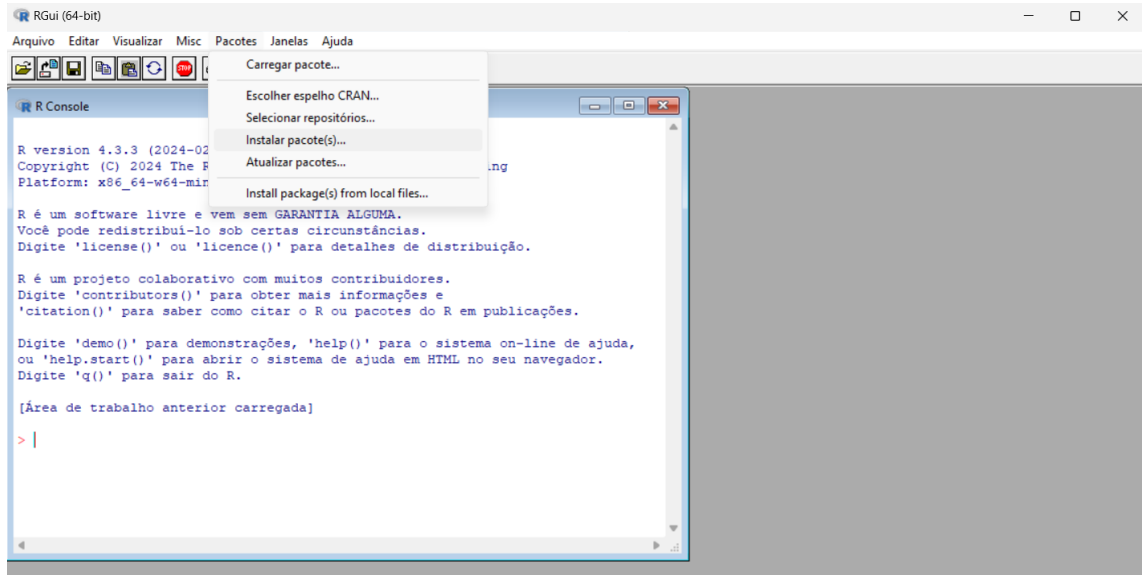 RGui (64-bit)
Arquivo Editar Visualizar Misc Pacotes Janelas Ajuda
STOP
Carregar pacote...
Escolher espelho CRAN...
Selecionar repositórios...
Instalar pacote(s)...
Atualizar pacotes...
Install package(s) from local files...
R Console
R version 4.3.3 (2024-02
Copyright (C) 2024 The R ng
Platform: x86_64-w64-min
R é um software livre e vem sem GARANTIA ALGUMA.
Você pode redistribuí-lo sob certas circunstâncias.
Digite 'license()' ou 'licence()' para detalhes de distribuição.
R é um projeto colaborativo com muitos contribuidores.
Digite 'contributors()' para obter mais informações e
'citation()' para saber como citar o R ou pacotes do R em publicações.
Digite 'demo()' para demonstrações, 'help()' para o sistema on-line de ajuda,
ou 'help.start()' para abrir o sistema de ajuda em HTML no seu navegador.
Digite 'q()' para sair do R.
[Área de trabalho anterior carregada]
>